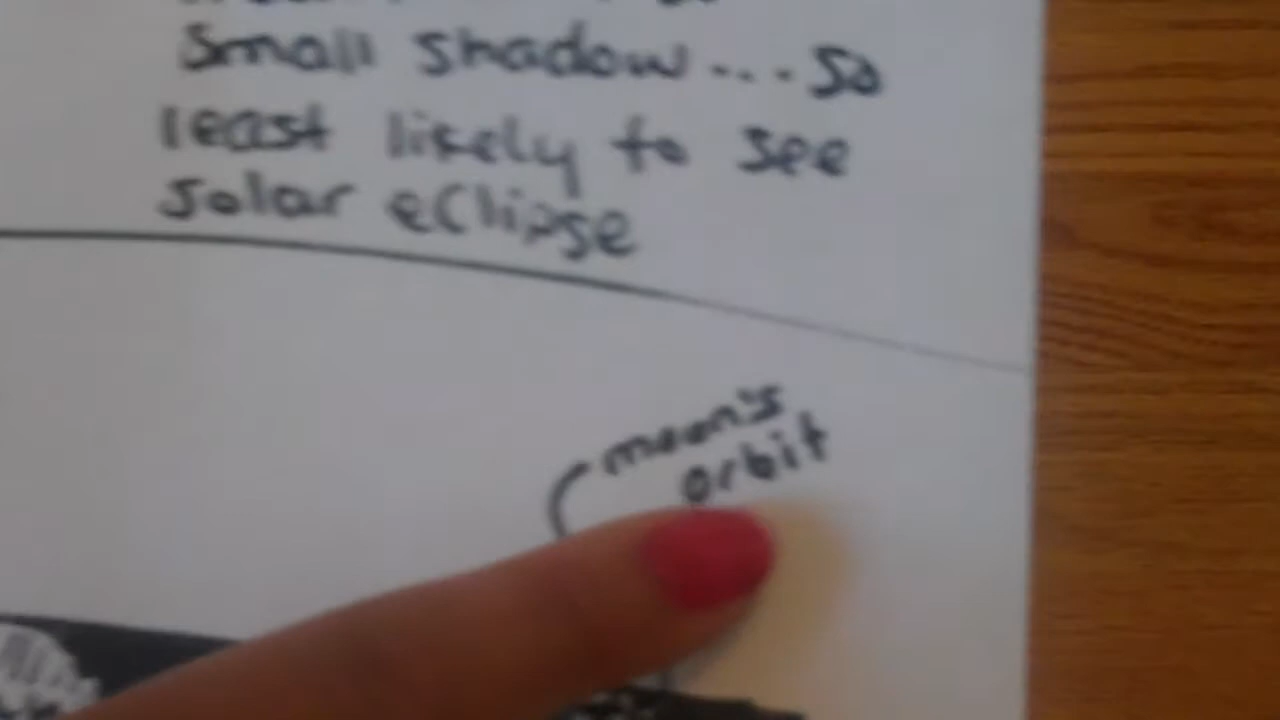 Small shadow...so
least likely to see
solar eclipse
moon's
orbit